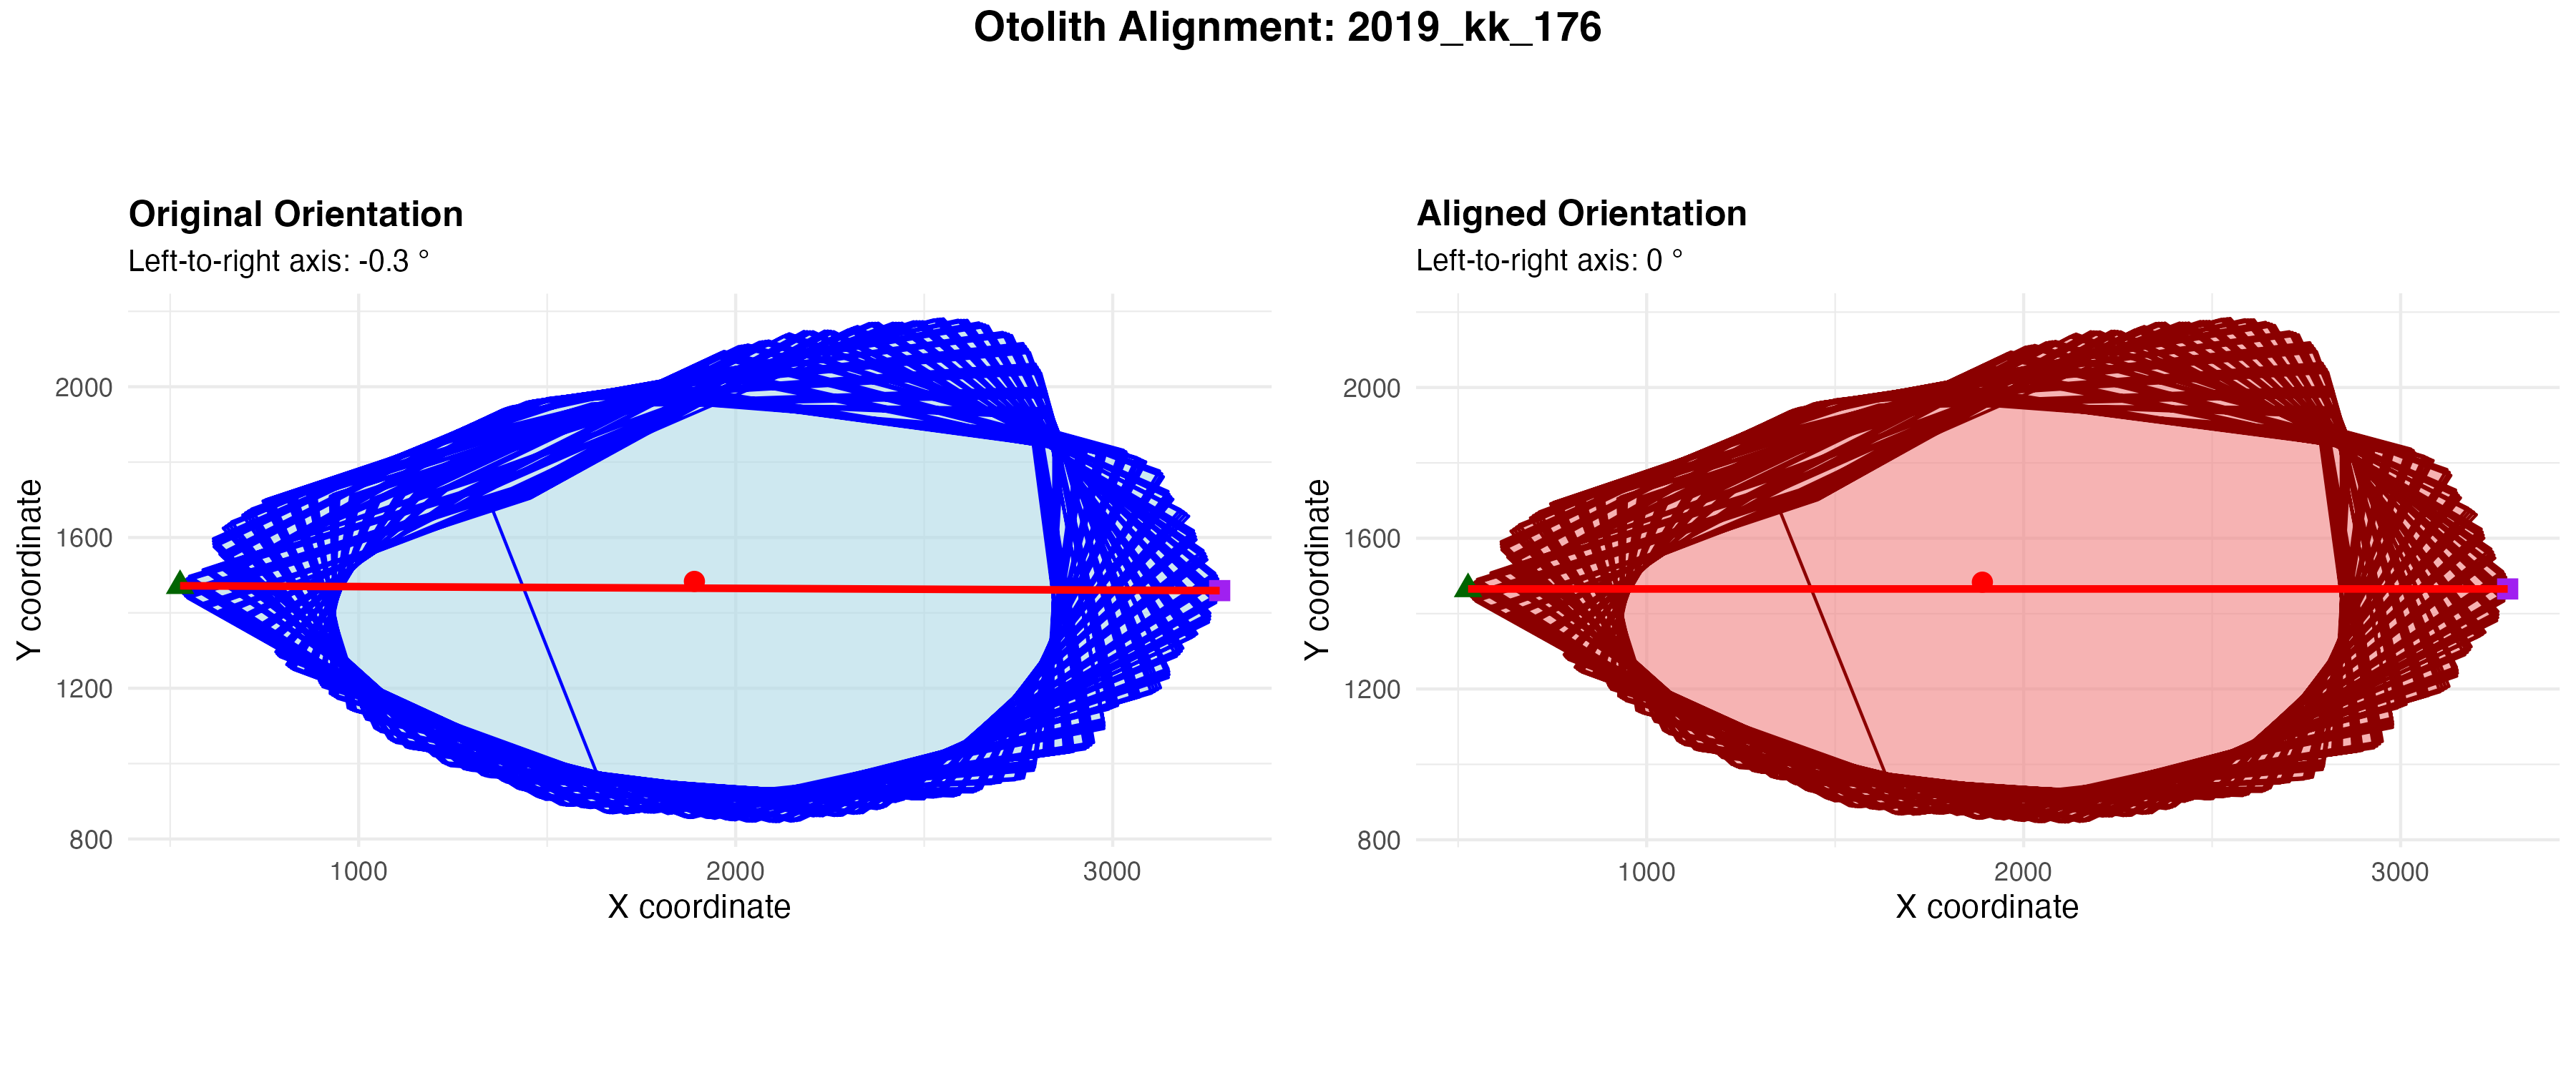 Otolith Alignment: 2019_kk_176
Original Orientation
Left-to-right axis: -0.3 °
Y coordinate
2000
1600
1200
800
1000
2000
3000
X coordinate
Aligned Orientation
Left-to-right axis: 0 °
Y coordinate
2000
1600
1200
800
1000
2000
3000
X coordinate